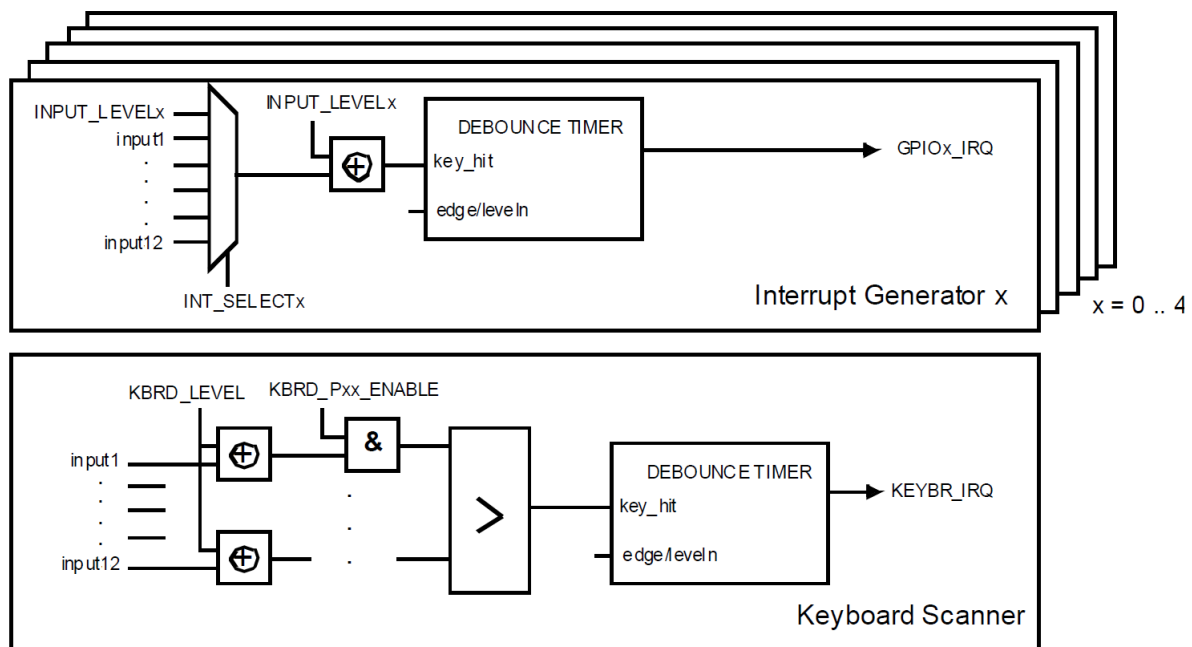 INPUT_LEVELx
input1
.
.
.
.
input12
INT_SELECTx
INPUT_LEVELx
+
DEBOUNCE TIMER
key_hit
edge/leveln
GPIOx_IRQ
Interrupt Generator x
x = 0 .. 4
KBRD_LEVEL
KBRD_Pxx_ENABLE
input1
.
.
.
.
input12
+
+
&
.
.
.
>
DEBOUNCE TIMER
key_hit
edge/leveln
KEYBR_IRQ
Keyboard Scanner